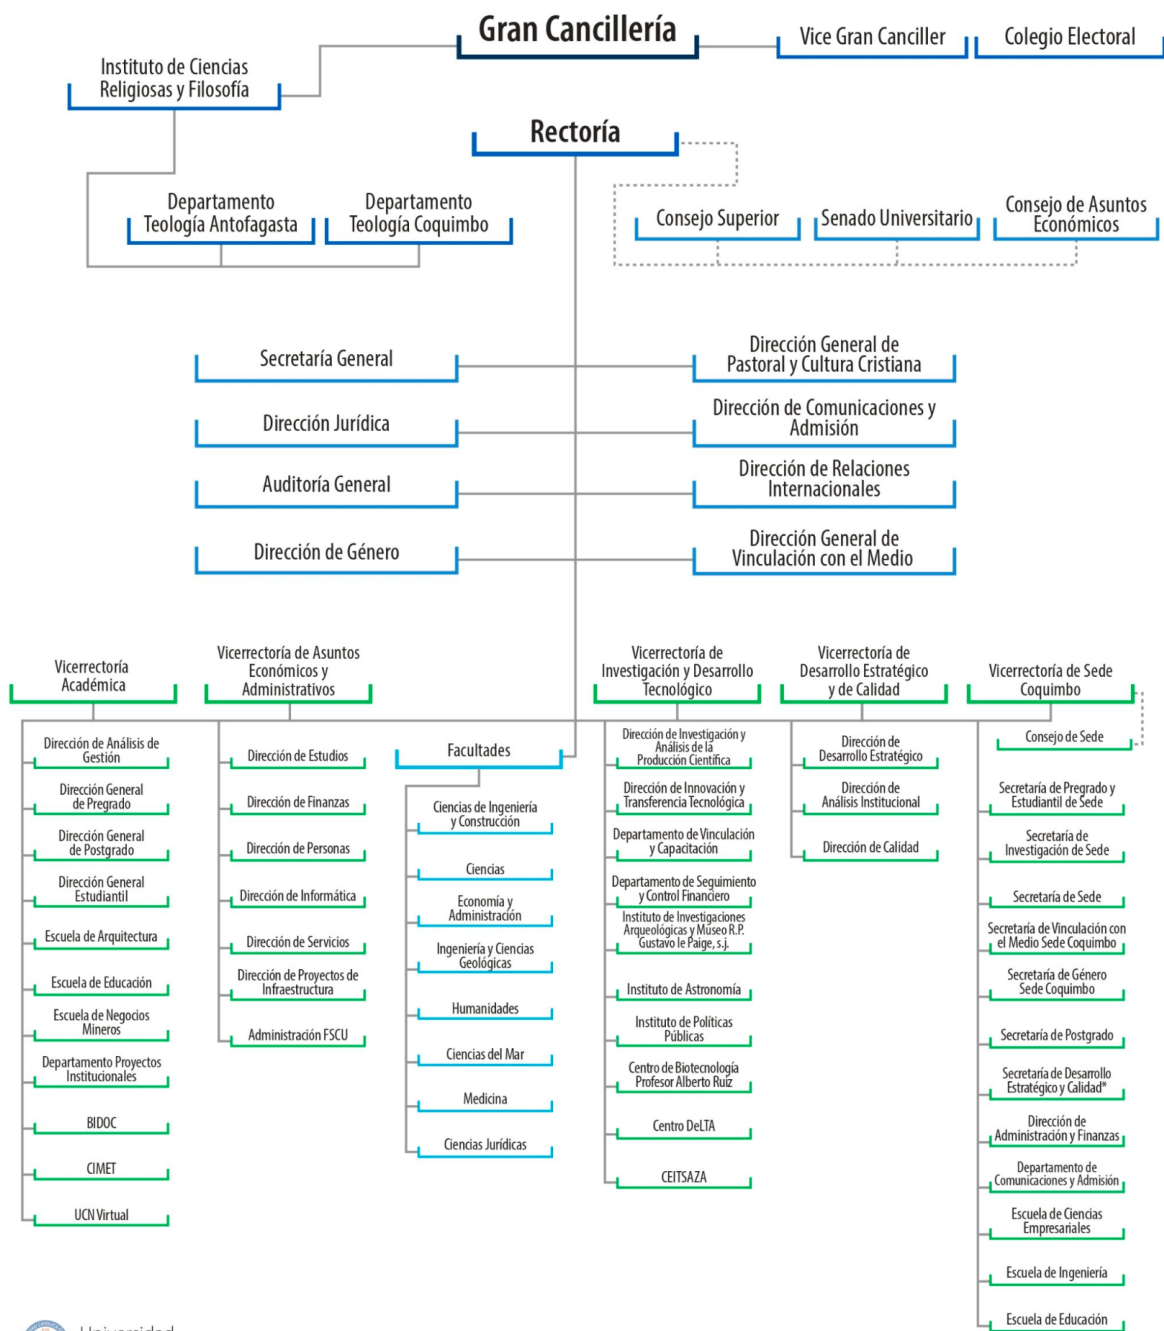 Gran Cancillería
Vice Gran Canciller
Colegio Electoral
Instituto de Ciencias
Religiosas y Filosofía
Rectoría
Departamento
Teología Antofagasta
Departamento
Teología Coquimbo
Consejo Superior
Senado Universitario
Consejo de Asuntos
Económicos
Secretaría General
Dirección General de
Pastoral y Cultura Cristiana
Dirección Jurídica
Dirección de Comunicaciones y
Admisión
Auditoría General
Dirección de Relaciones
Internacionales
Dirección de Género
Dirección General de
Vinculación con el Medio
Vicerrectoría
Académica
Dirección de Análisis de
Gestión
Dirección General
de Pregrado
Dirección General
de Postgrado
Dirección General
Estudiantil
Escuela de Arquitectura
Escuela de Educación
Escuela de Negocios
Mineros
Departamento Proyectos
Institucionales
BIDOC
CIMET
UCN Virtual
Vicerrectoría de Asuntos
Económicos y
Administrativos
Dirección de Estudios
Dirección de Finanzas
Dirección de Personas
Dirección de Informática
Dirección de Servicios
Dirección de Proyectos de
Infraestructura
Administración FSCU
Facultades
Ciencias de Ingeniería
y Construcción
Ciencias
Economía y
Administración
Ingeniería y Ciencias
Geológicas
Humanidades
Ciencias del Mar
Medicina
Ciencias Jurídicas
Vicerrectoría de
Investigación y Desarrollo
Tecnológico
Dirección de Investigación y
Análisis de la
Producción Científica
Dirección de Innovación y
Transferencia Tecnológica
Departamento de Vinculación
y Capacitación
Departamento de Seguimiento
y Control Financiero
Instituto de Investigaciones
Arqueológicas y Museo R.P.
Gustavo le Paige, s.j.
Instituto de Astronomía
Instituto de Políticas
Públicas
Centro de Biotecnología
Profesor Alberto Ruiz
Centro DeLTA
CEITSAZA
Vicerrectoría de
Desarrollo Estratégico
y de Calidad
Dirección de
Desarrollo Estratégico
Dirección de
Análisis Institucional
Dirección de Calidad
Vicerrectoría de Sede
Coquimbo
Consejo de Sede
Secretaría de Pregrado y
Estudiantil de Sede
Secretaría de
Investigación de Sede
Secretaría de Sede
Secretaría de Vinculación con
el Medio Sede Coquimbo
Secretaría de Género
Sede Coquimbo
Secretaría de Postgrado
Secretaría de Desarrollo
Estratégico y Calidad*
Dirección de
Administración y Finanzas
Departamento de
Comunicaciones y Admisión
Escuela de Ciencias
Empresariales
Escuela de Ingeniería
Escuela de Educación
Universidad